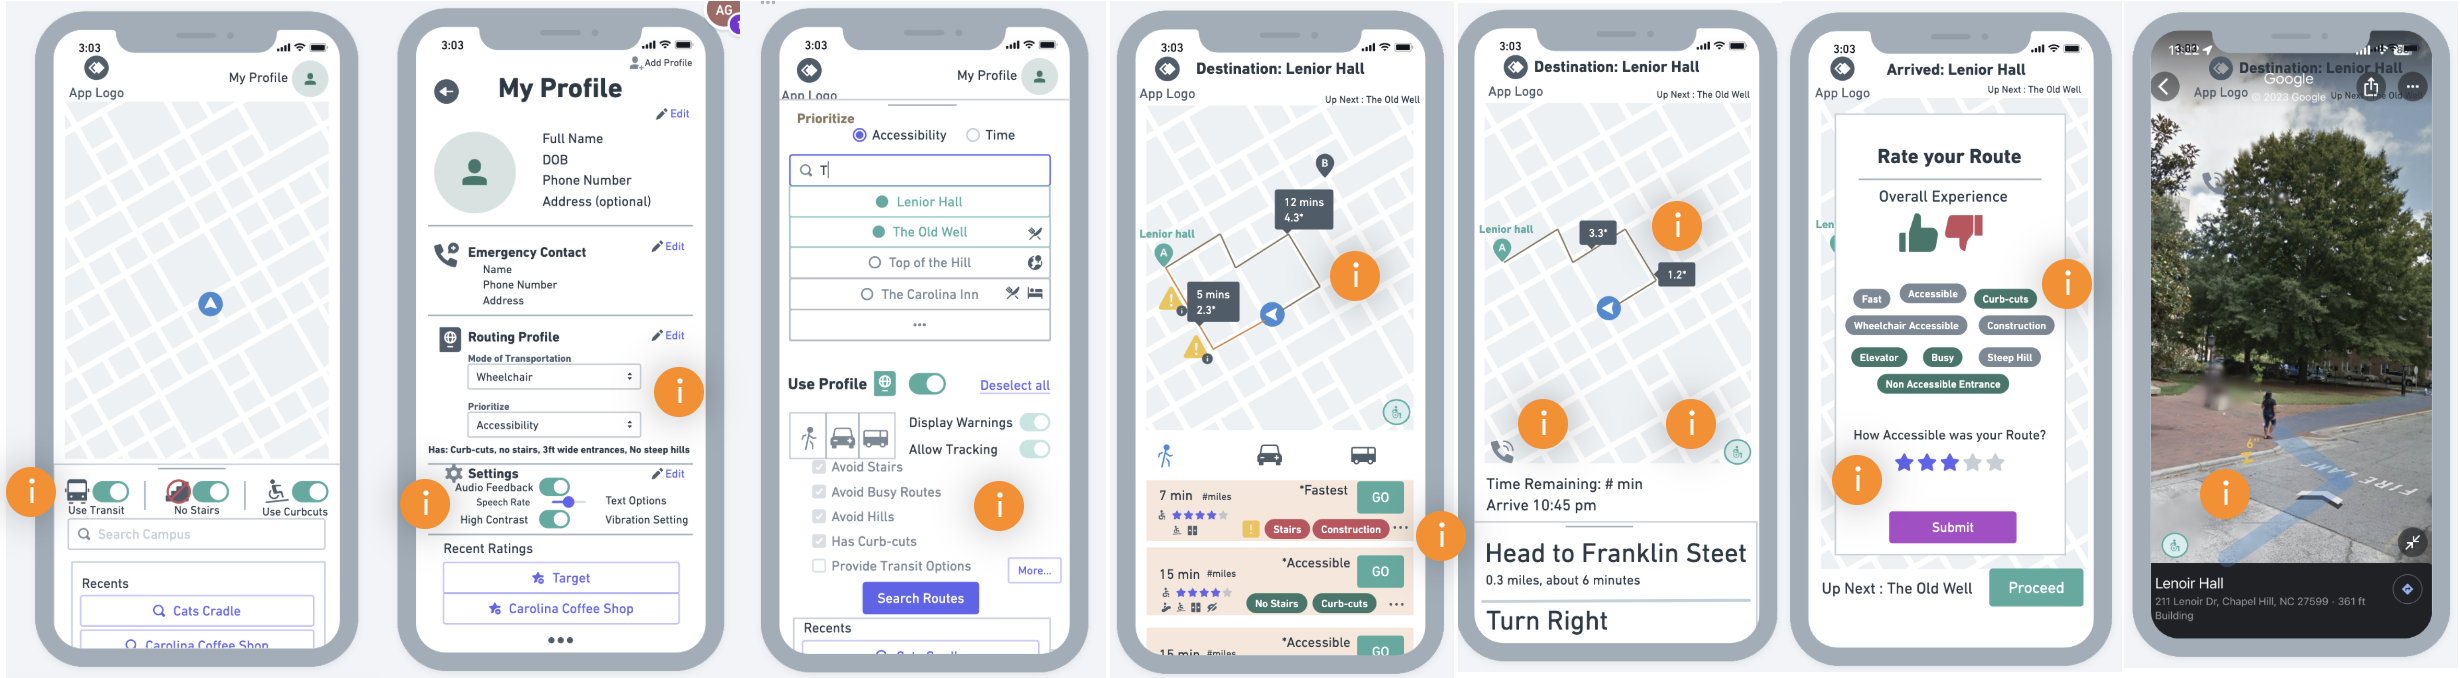 3:03
App Logo
My Profile
Use Transit
No Stairs
Use Curbcuts
Search Campus
Recents
Cats Cradle
Carolina Coffee Shop
AG
3:03
Add Profile
My Profile
Edit
Full Name
DOB
Phone Number
Address (optional)
Emergency Contact
Edit
Name
Phone Number
Address
Routing Profile
Edit
Mode of Transportation
Wheelchair
Prioritize
Accessibility
Has: Curb-cuts, no stairs, 3ft wide entrances, No steep hills
Settings
Edit
Audio Feedback
Speech Rate
Text Options
High Contrast
Vibration Setting
Recent Ratings
Target
Carolina Coffee Shop
•••
3:03
My Profile
App Logo
Prioritize
Accessibility
Time
T
Lenior Hall
The Old Well
Top of the Hill
The Carolina Inn
•••
Use Profile
Deselect all
Display Warnings
Allow Tracking
Avoid Stairs
Avoid Busy Routes
Avoid Hills
Has Curb-cuts
Provide Transit Options
More...
Search Routes
Recents
Cats Cradle
3:03
Destination: Lenior Hall
App Logo
Up Next : The Old Well
B
12 mins
4.3*
Lenior hall
A
5 mins
2.3*
7 min #miles
*Fastest
GO
Stairs
Construction
•••
15 min #miles
*Accessible
GO
No Stairs
Curb-cuts
•••
15 min #miles
*Accessible
GO
3:03
Destination: Lenior Hall
App Logo
Up Next : The Old Well
Lenior hall
A
3.3*
1.2*
Time Remaining: # min
Arrive 10:45 pm
Head to Franklin Steet
0.3 miles, about 6 minutes
Turn Right
3:03
Arrived: Lenior Hall
App Logo
Up Next : The Old Well
Len
Rate your Route
Overall Experience
Fast
Accessible
Curb-cuts
Wheelchair Accessible
Construction
Elevator
Busy
Steep Hill
Non Accessible Entrance
How Accessible was your Route?
Submit
Up Next : The Old Well
Proceed
3:03
Destination: Lenior Hall
Google
App Logo
© 2023 Google
Up Next
6"
FIRE LANE
Lenoir Hall
211 Lenoir Dr, Chapel Hill, NC 27599 · 361 ft
Building